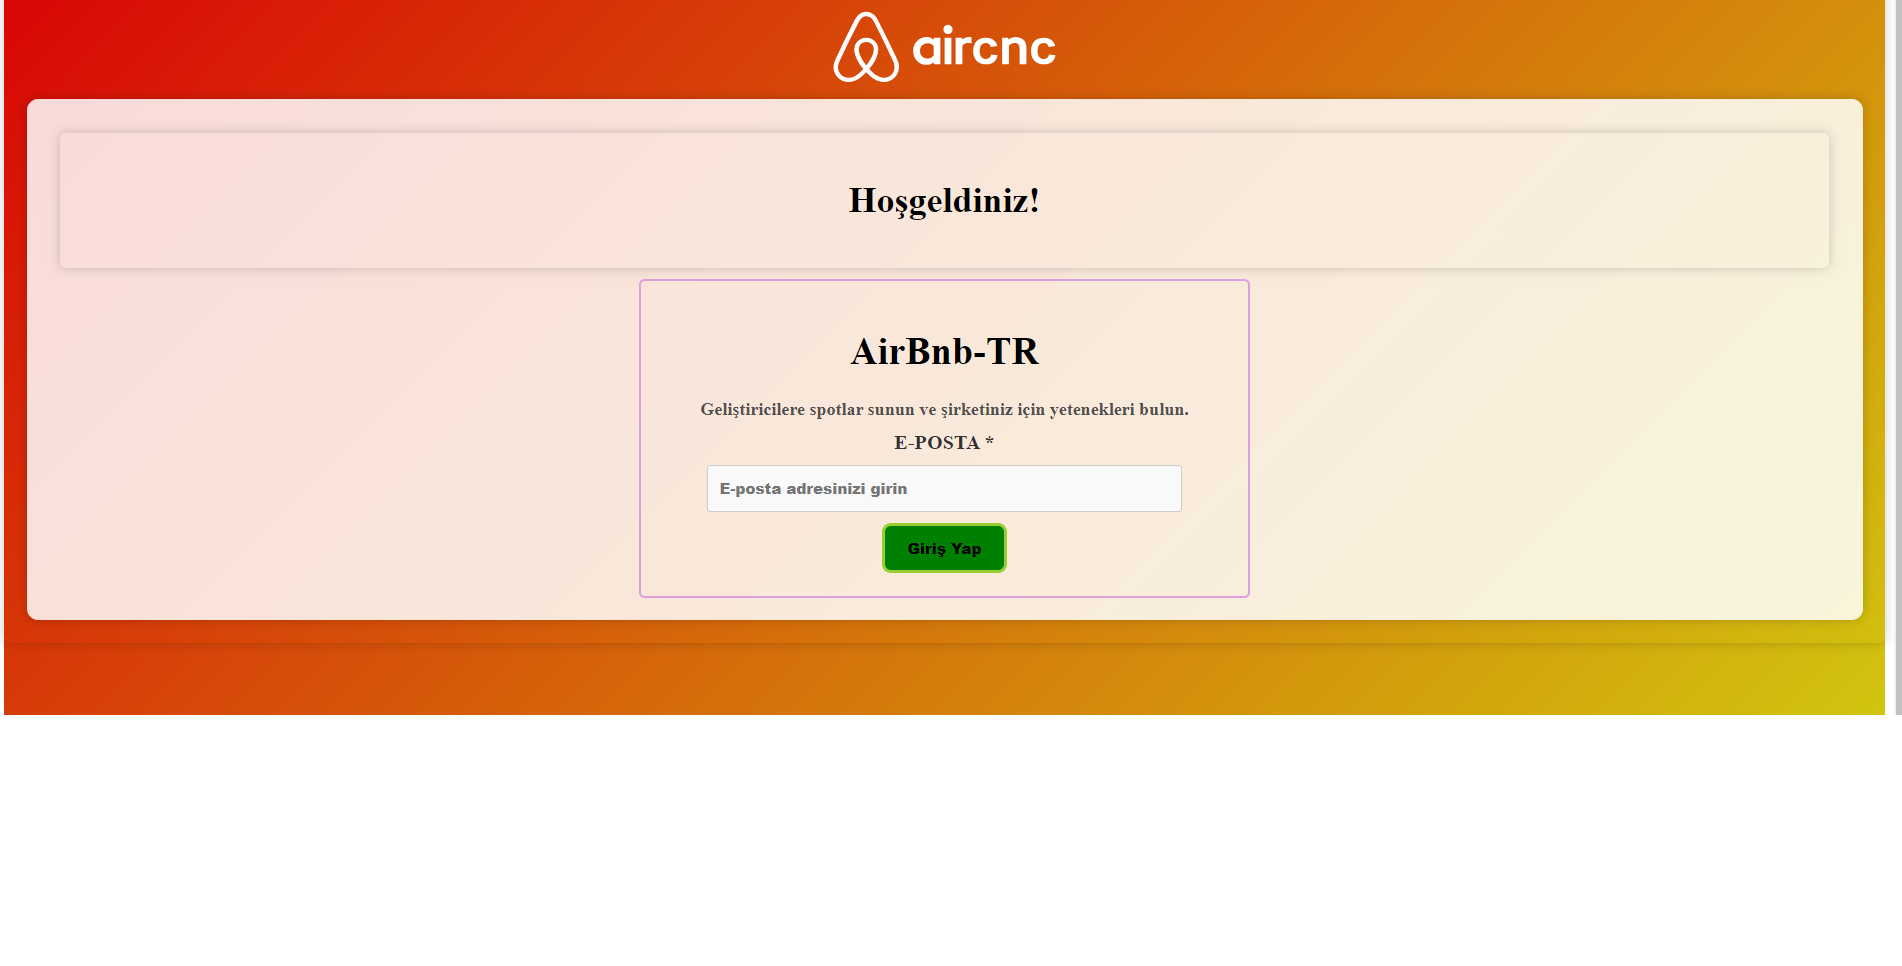 aircnc
Hoşgeldiniz!
AirBnb-TR
Geliştiricilere spotlar sunun ve şirketiniz için yetenekleri bulun.
E-POSTA *
E-posta adresinizi girin
Giriş Yap